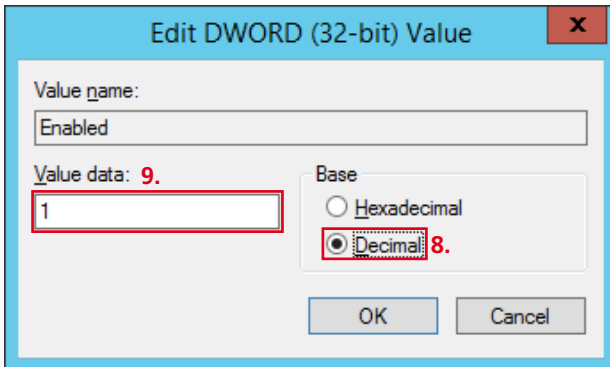 Edit DWORD (32-bit) Value
x
Value name:
Enabled
Value data: 9.
1
Base
Hexadecimal
Decimal 8.
OK
Cancel